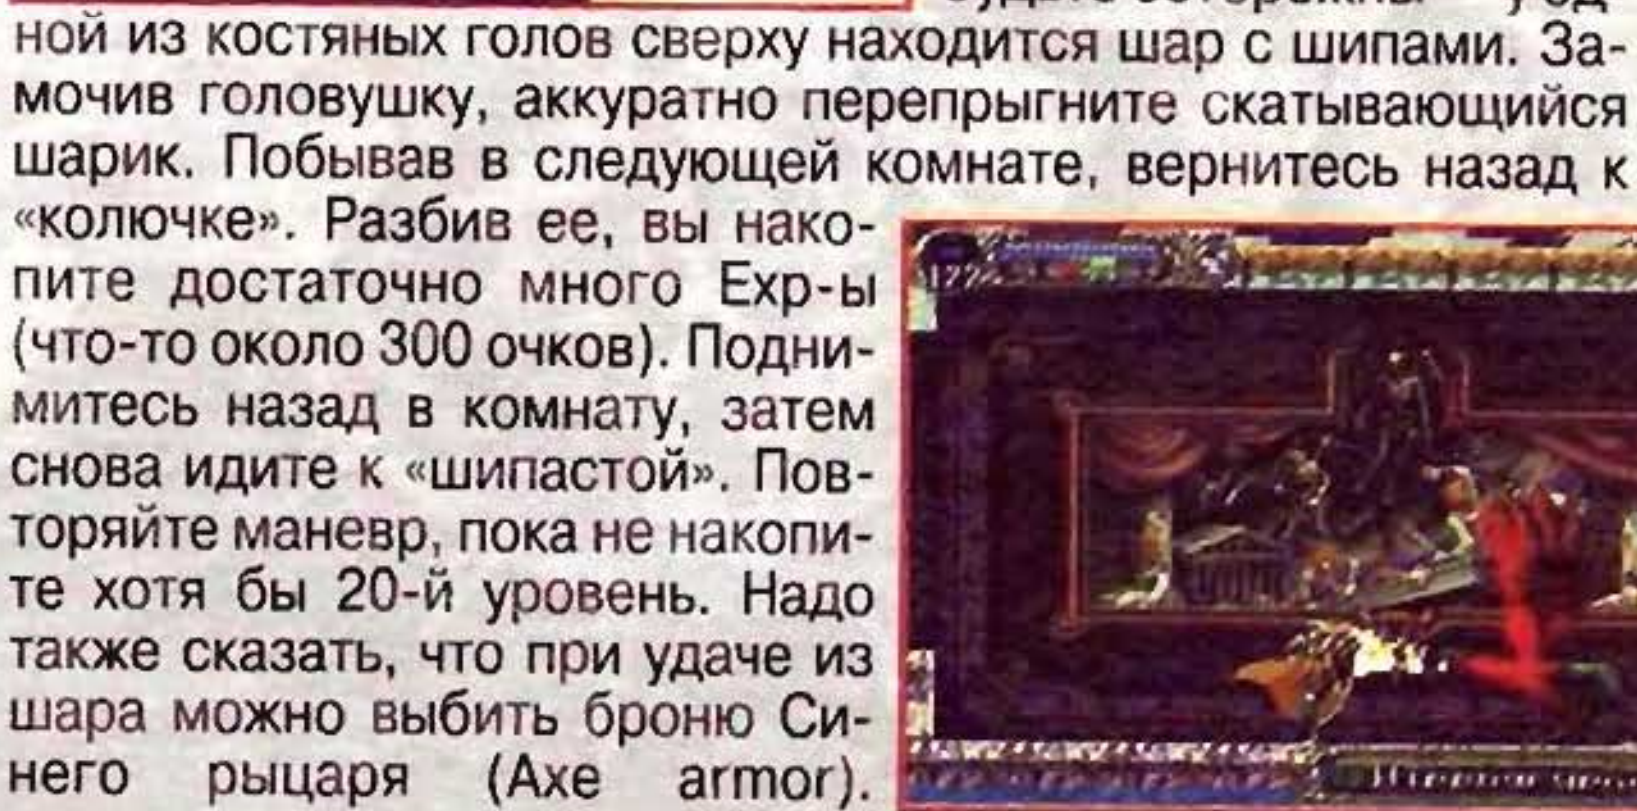 ной из костяных голов сверху находится шар с шипами. За-
мочив головушку, аккуратно перепрыгните скатывающийся
шарик. Побывав в следующей комнате, вернитесь назад к
«колючке». Разбив ее, вы нако-
пите достаточно много Exp-ы
(что-то около 300 очков). Подни-
митесь назад в комнату, затем
снова идите к «шипастой». Пов-
торяйте маневр, пока не накопи-
те хотя бы 20-й уровень. Надо
также сказать, что при удаче из
шара можно выбить броню Си-
него рыцаря (Axe armor).